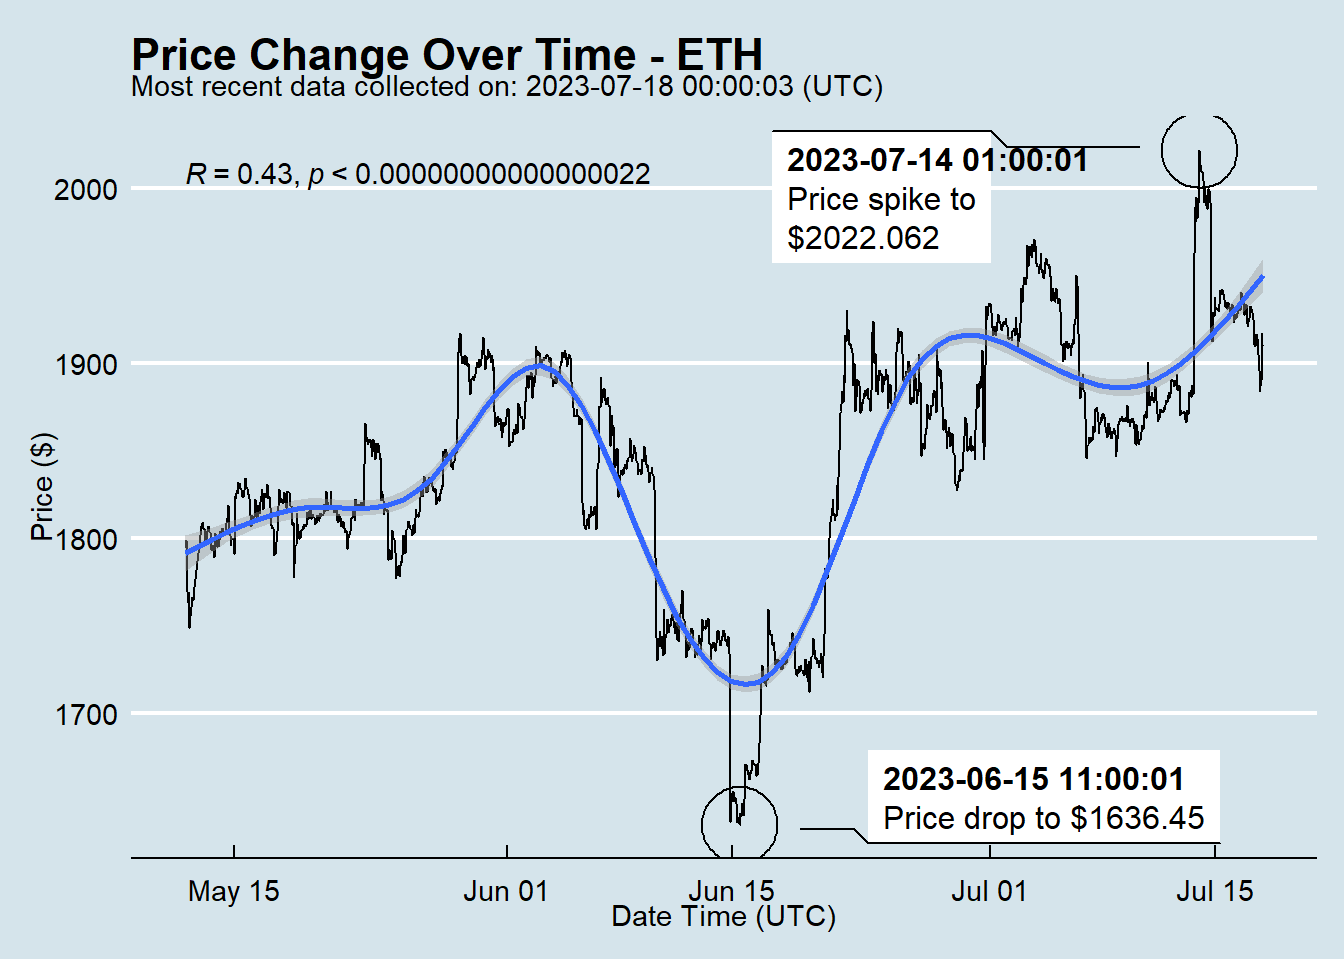 Price Change Over Time - ETH
Most recent data collected on: 2023-07-18 00:00:03 (UTC)
R = 0.43, p < 0.00000000000000022
2023-07-14 01:00:01
Price spike to
$2022.062
2000
1900
1800
1700
Price ($)
2023-06-15 11:00:01
Price drop to $1636.45
May 15
Jun 01
Jun 15
Jul 01
Jul 15
Date Time (UTC)